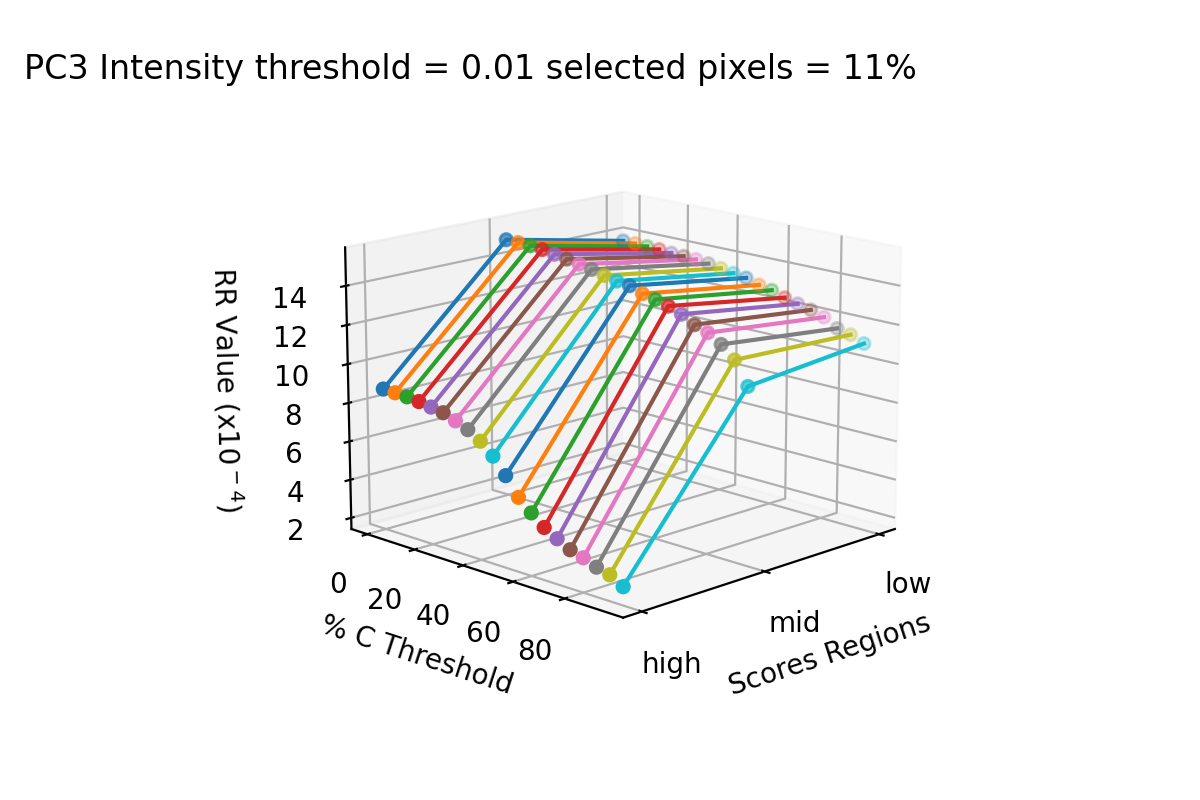 PC3 Intensity threshold = 0.01 selected pixels = 11%
RR Value (x10⁻⁴)
14
12
10
8
6
4
2
0
20
40
60
80
% C Threshold
high
mid
low
Scores Regions